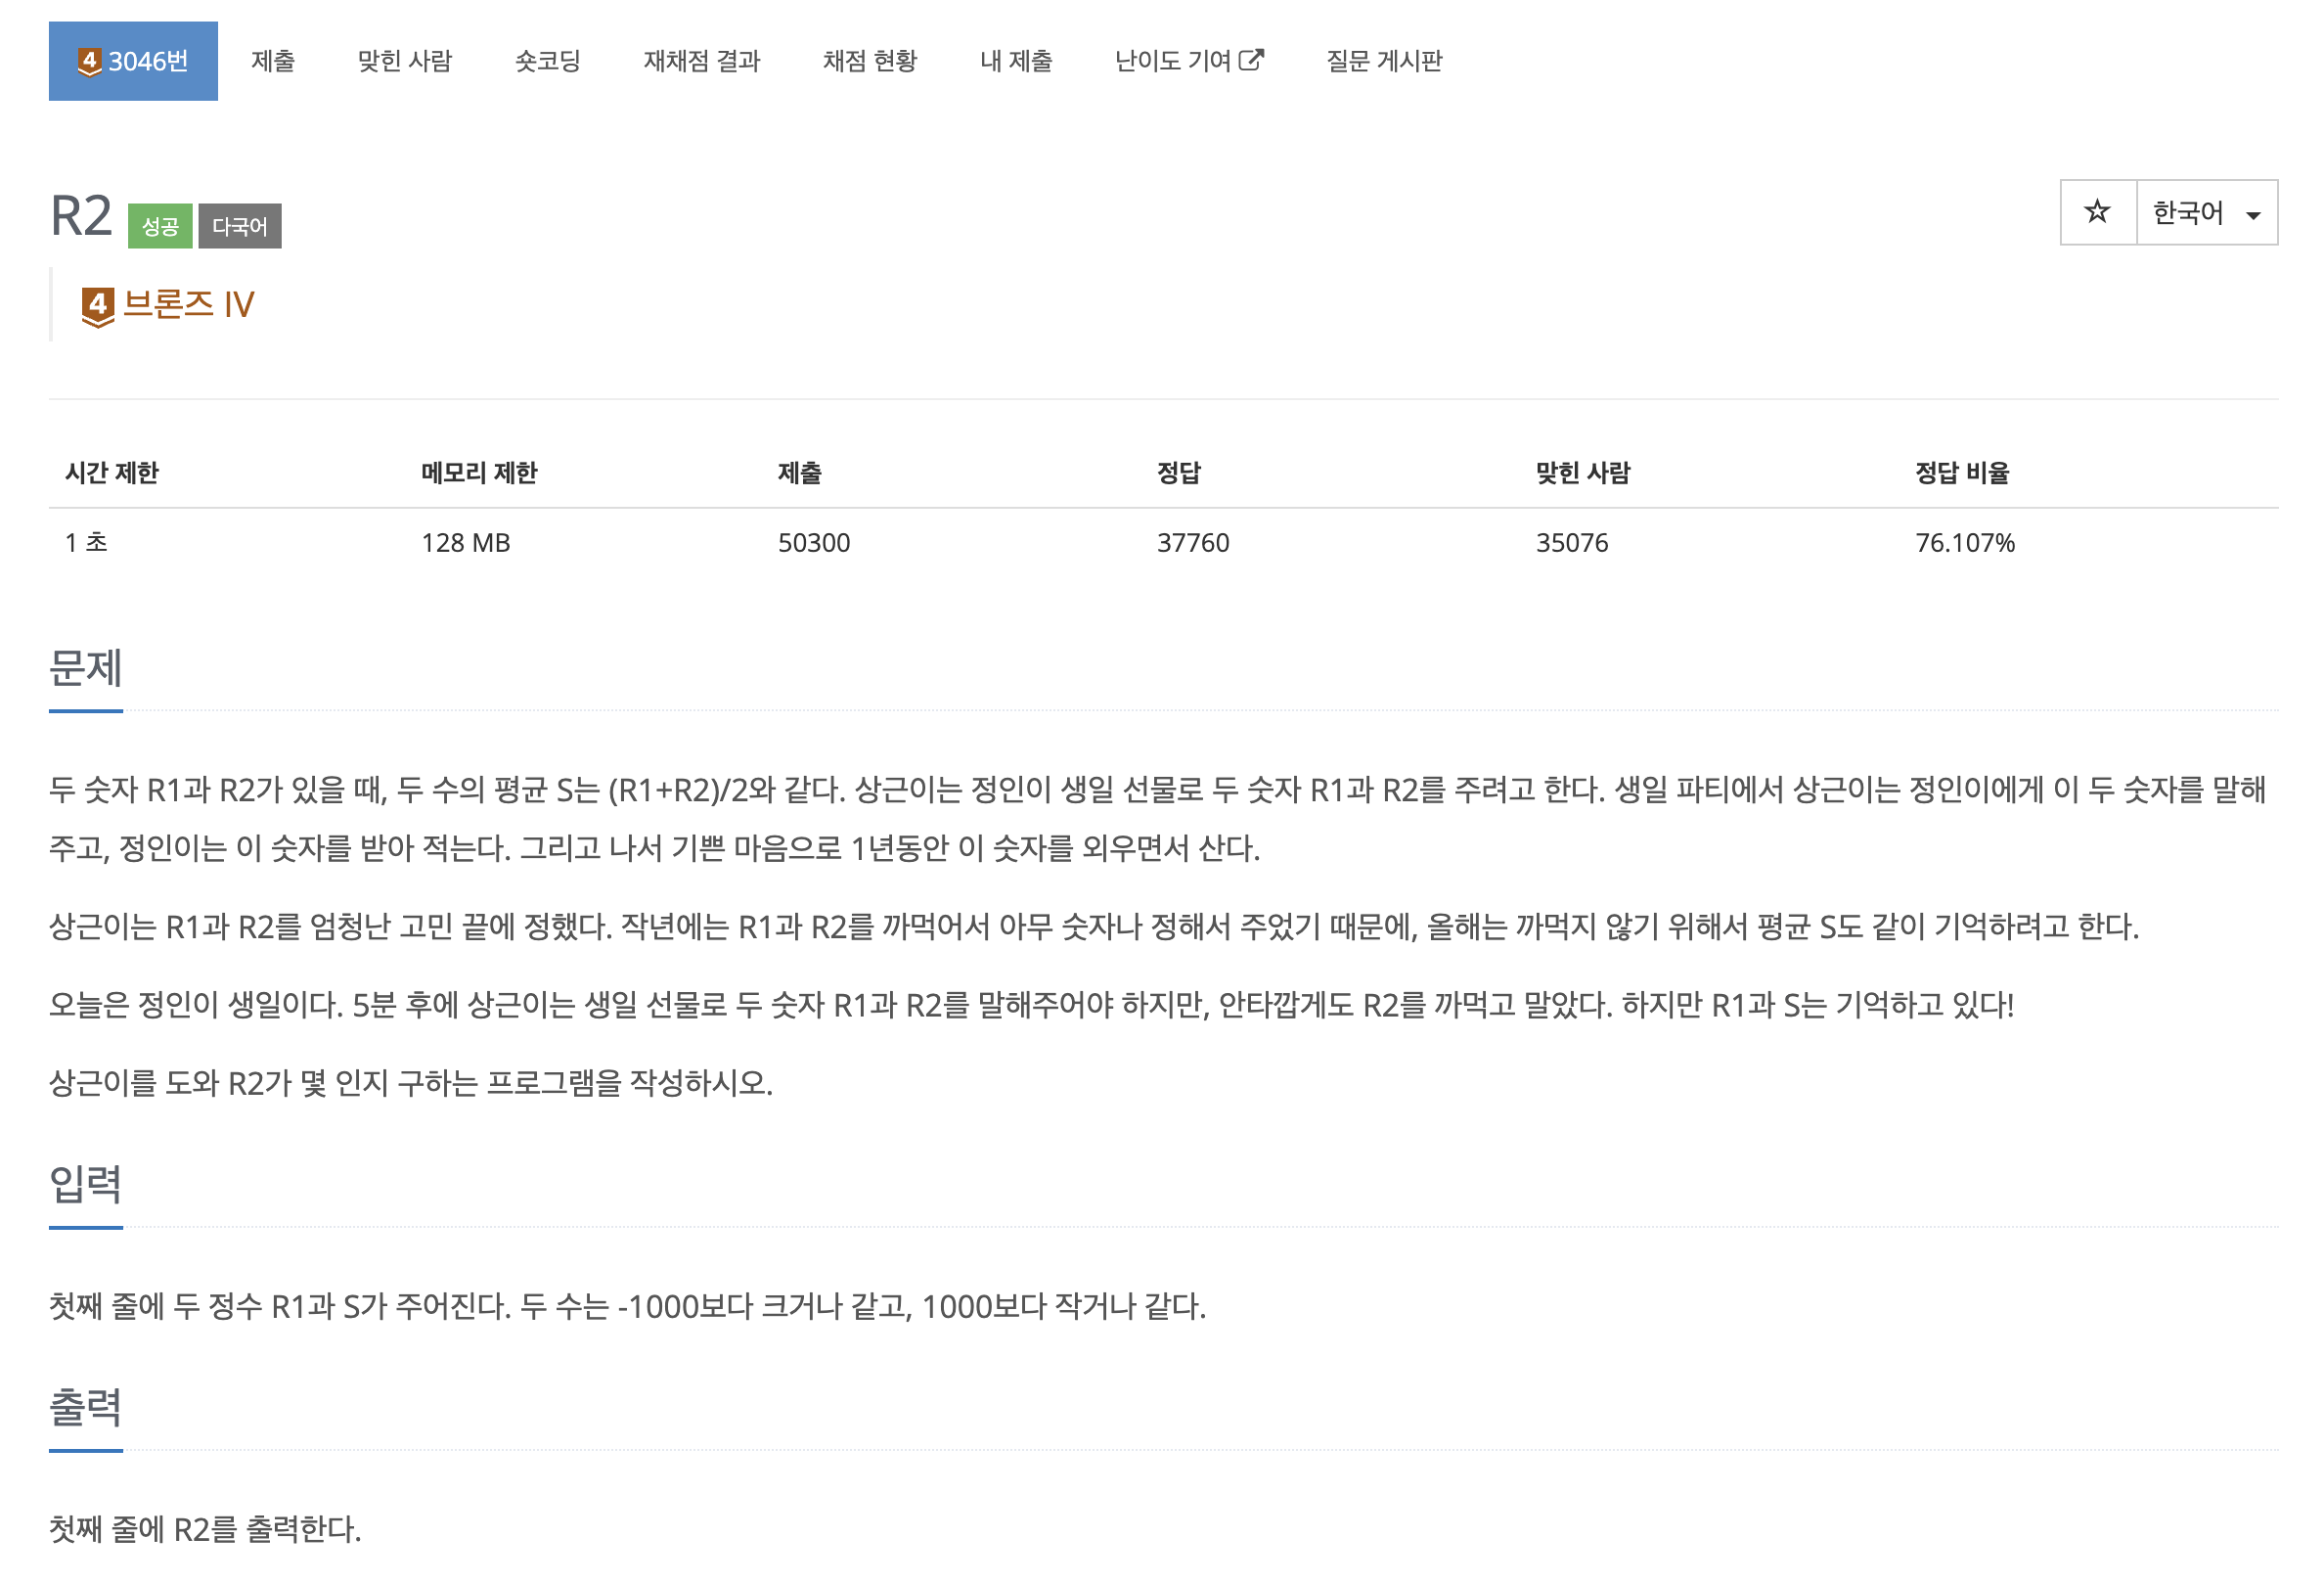 4 3046번 제출 맞힌 사람 숏코딩 재채점 결과 채점 현황 내 제출 난이도 기여 질문 게시판
R2 성공 다국어 한국어
4 브론즈 IV
시간 제한 메모리 제한 제출 정답 맞힌 사람 정답 비율
1 초 128 MB 50300 37760 35076 76.107%
문제
두 숫자 R1과 R2가 있을 때, 두 수의 평균 S는 (R1+R2)/2와 같다. 상근이는 정인이 생일 선물로 두 숫자 R1과 R2를 주려고 한다. 생일 파티에서 상근이는 정인이에게 이 두 숫자를 말해
주고, 정인이는 이 숫자를 받아 적는다. 그리고 나서 기쁜 마음으로 1년동안 이 숫자를 외우면서 산다.
상근이는 R1과 R2를 엄청난 고민 끝에 정했다. 작년에는 R1과 R2를 까먹어서 아무 숫자나 정해서 주었기 때문에, 올해는 까먹지 않기 위해서 평균 S도 같이 기억하려고 한다.
오늘은 정인이 생일이다. 5분 후에 상근이는 생일 선물로 두 숫자 R1과 R2를 말해주어야 하지만, 안타깝게도 R2를 까먹고 말았다. 하지만 R1과 S는 기억하고 있다!
상근이를 도와 R2가 몇 인지 구하는 프로그램을 작성하시오.
입력
첫째 줄에 두 정수 R1과 S가 주어진다. 두 수는 -1000보다 크거나 같고, 1000보다 작거나 같다.
출력
첫째 줄에 R2를 출력한다.